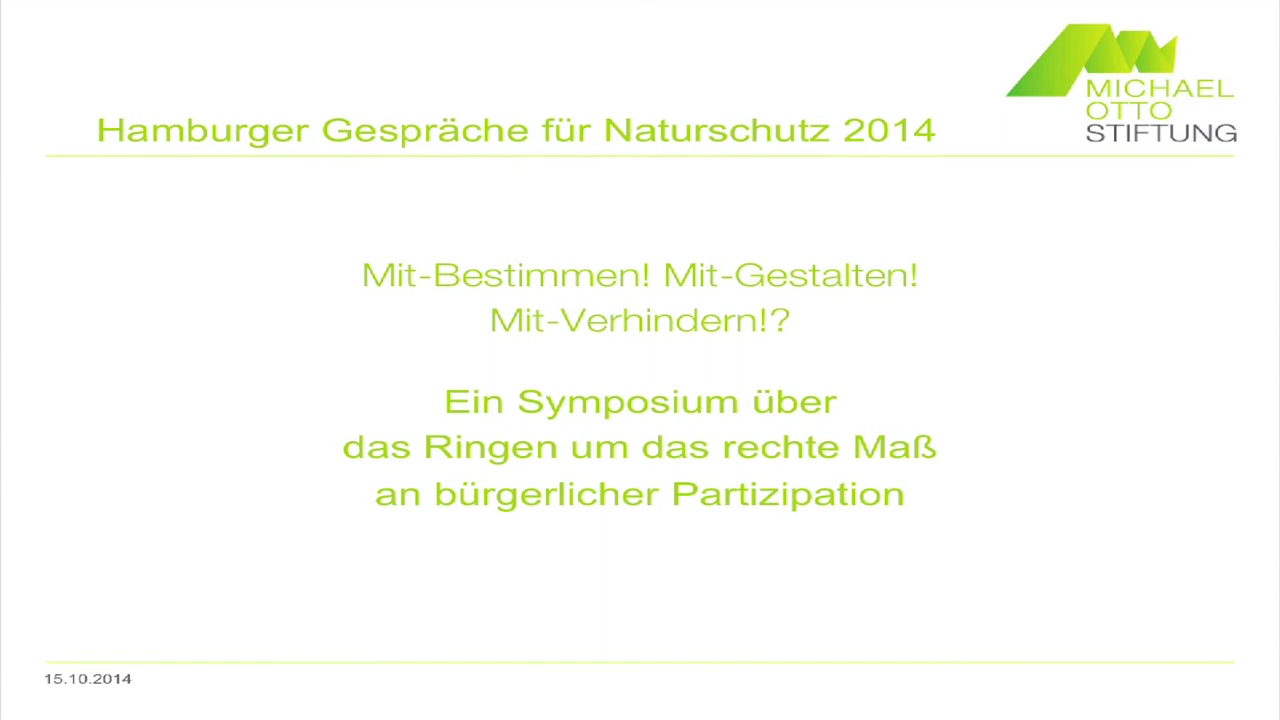 MICHAEL
OTTO
STIFTUNG
Hamburger Gespräche für Naturschutz 2014
Mit-Bestimmen! Mit-Gestalten!
Mit-Verhindern!?
Ein Symposium über
das Ringen um das rechte Maß
an bürgerlicher Partizipation
15.10.2014